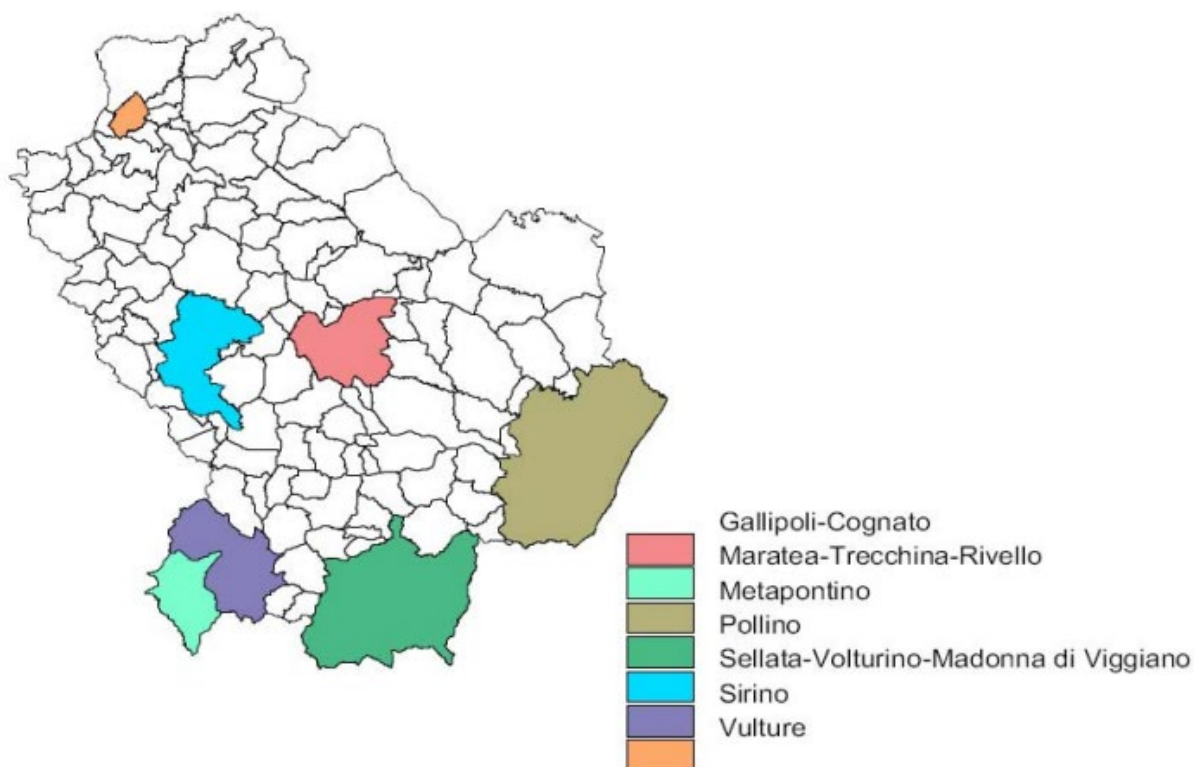 Gallipoli-Cognato
Maratea-Trecchina-Rivello
Metapontino
Pollino
Sellata-Volturino-Madonna di Viggiano
Sirino
Vulture